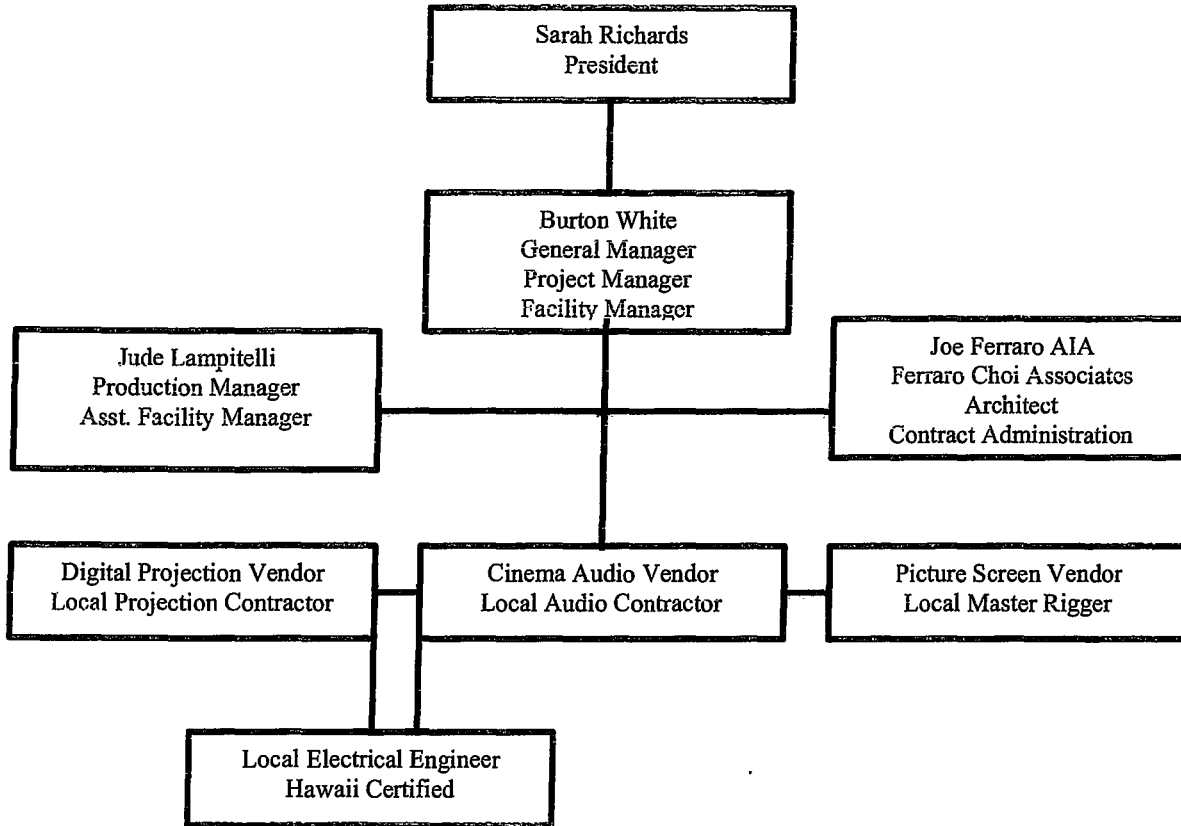 Sarah Richards
President
Burton White
General Manager
Project Manager
Facility Manager
Jude Lampitelli
Production Manager
Asst. Facility Manager
Joe Ferraro AIA
Ferraro Choi Associates
Architect
Contract Administration
Digital Projection Vendor
Local Projection Contractor
Cinema Audio Vendor
Local Audio Contractor
Picture Screen Vendor
Local Master Rigger
Local Electrical Engineer
Hawaii Certified